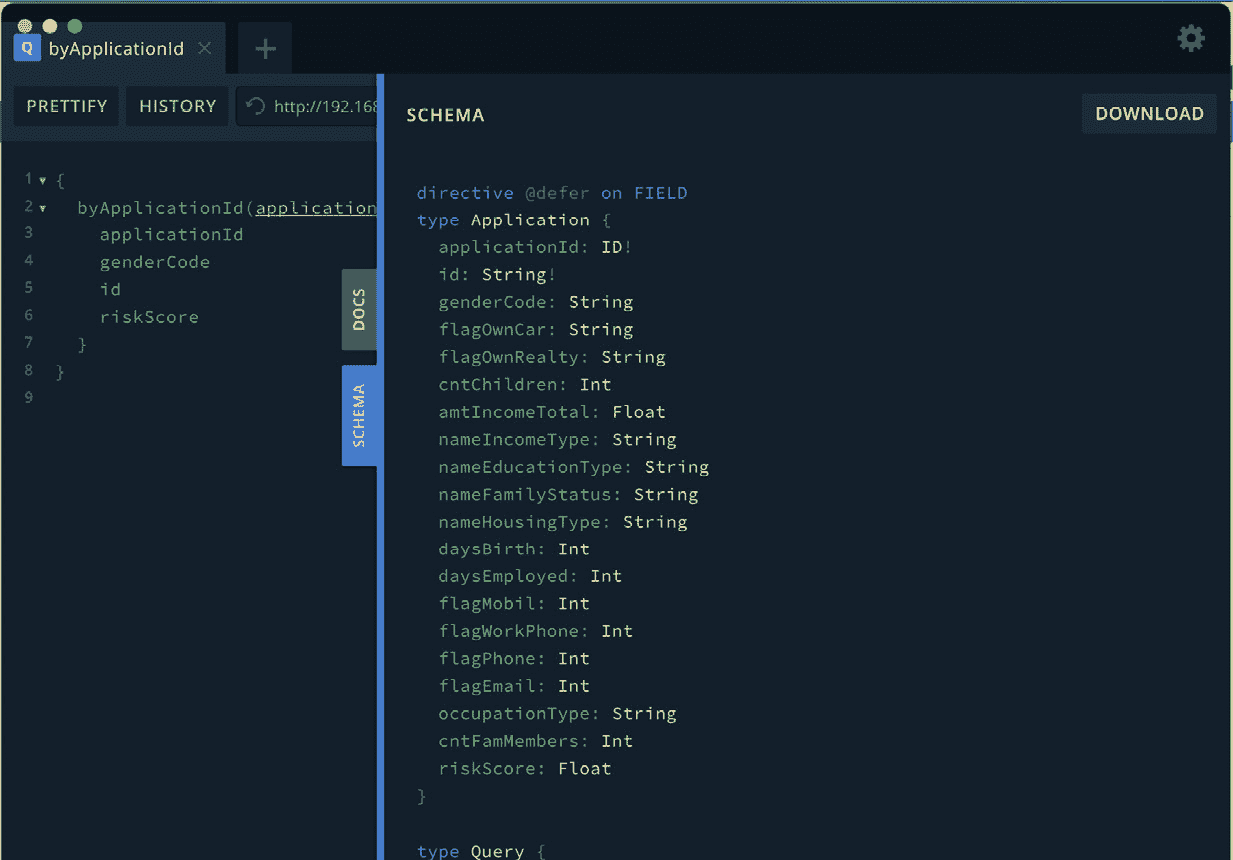 Q byApplicationId × +
PRETTIFY HISTORY http://192.168
1 {
2 byApplicationId(application
3 applicationId
4 genderCode
5 id
6 riskScore
7 }
8 }
9
DOCS
SCHEMA
SCHEMA DOWNLOAD
directive @defer on FIELD
type Application {
applicationId: ID!
id: String!
genderCode: String
flagOwnCar: String
flagOwnRealty: String
cntChildren: Int
amtIncomeTotal: Float
nameIncomeType: String
nameEducationType: String
nameFamilyStatus: String
nameHousingType: String
daysBirth: Int
daysEmployed: Int
flagMobil: Int
flagWorkPhone: Int
flagPhone: Int
flagEmail: Int
occupationType: String
cntFamMembers: Int
riskScore: Float
}
type Query {